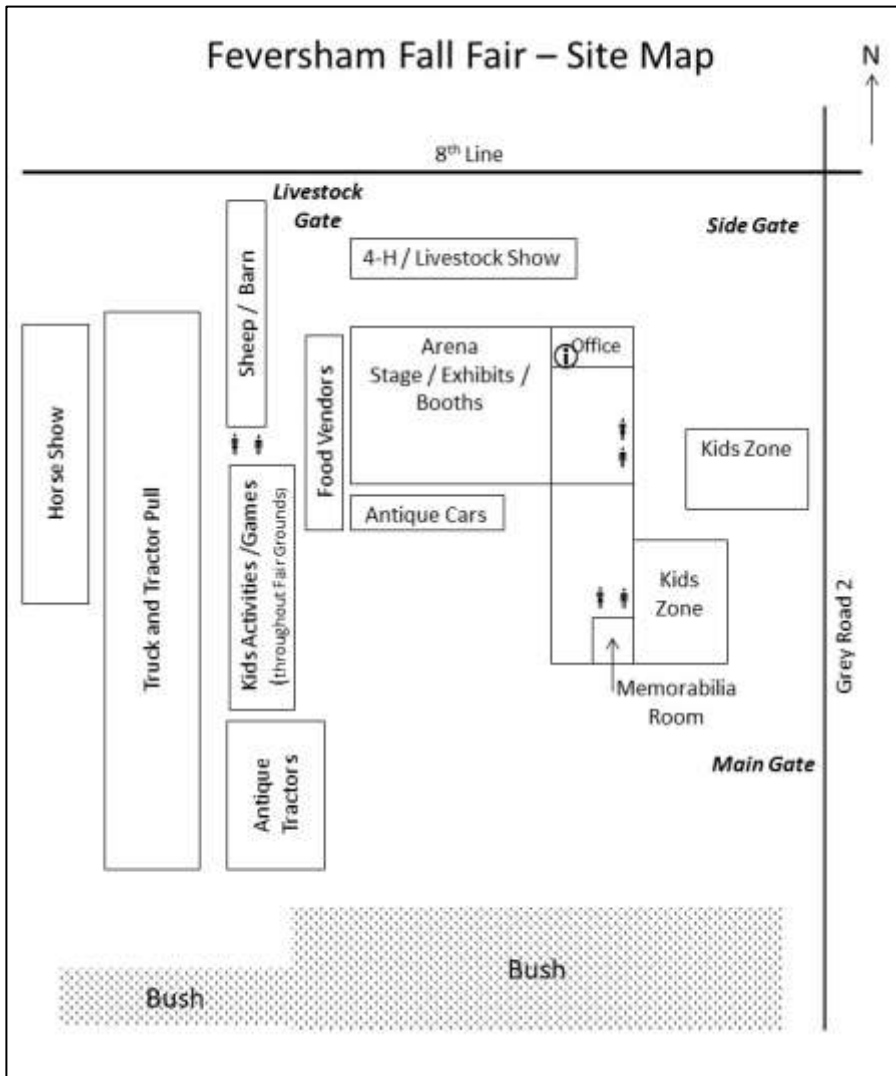 Feversham Fall Fair – Site Map
N
8th Line
Livestock
Gate
Side Gate
4-H / Livestock Show
Sheep / Barn
Horse Show
Truck and Tractor Pull
Food Vendors
Arena
Stage / Exhibits /
Booths
Office
Kids Zone
Antique Cars
Kids Activities /Games
(throughout Fair Grounds)
Kids
Zone
Grey Road 2
Memorabilia
Room
Main Gate
Antique
Tractors
Bush
Bush